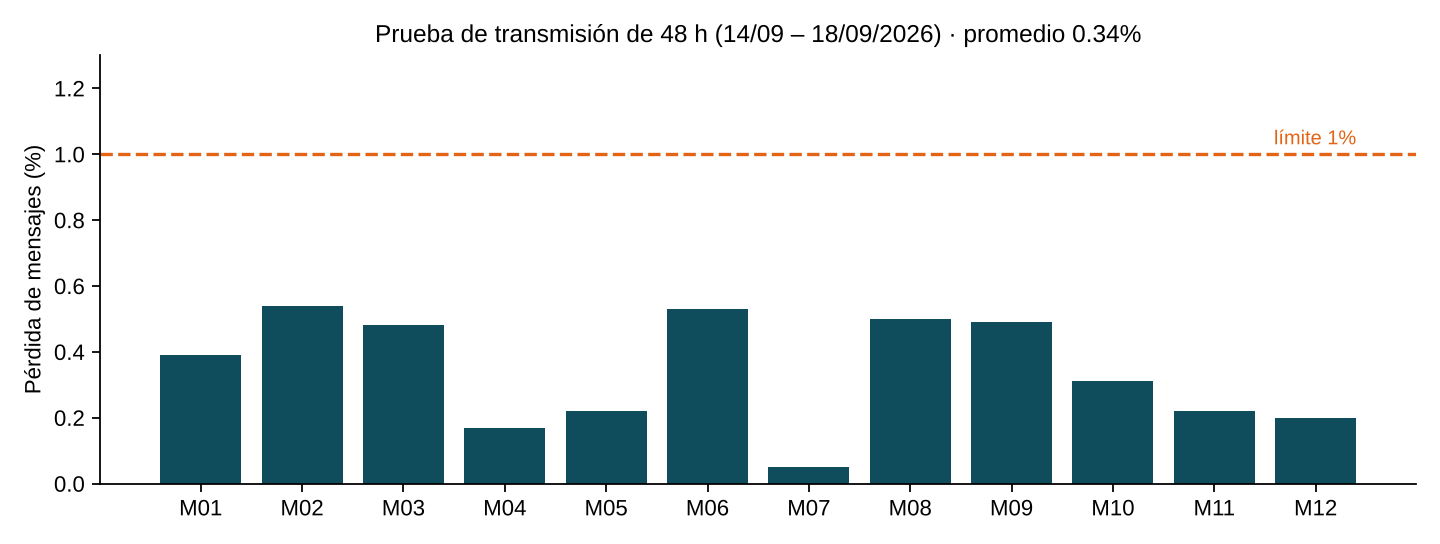 Prueba de transmisión de 48 h (14/09 – 18/09/2026) · promedio 0.34%
Pérdida de mensajes (%)
1.2
1.0
0.8
0.6
0.4
0.2
0.0
límite 1%
M01 M02 M03 M04 M05 M06 M07 M08 M09 M10 M11 M12